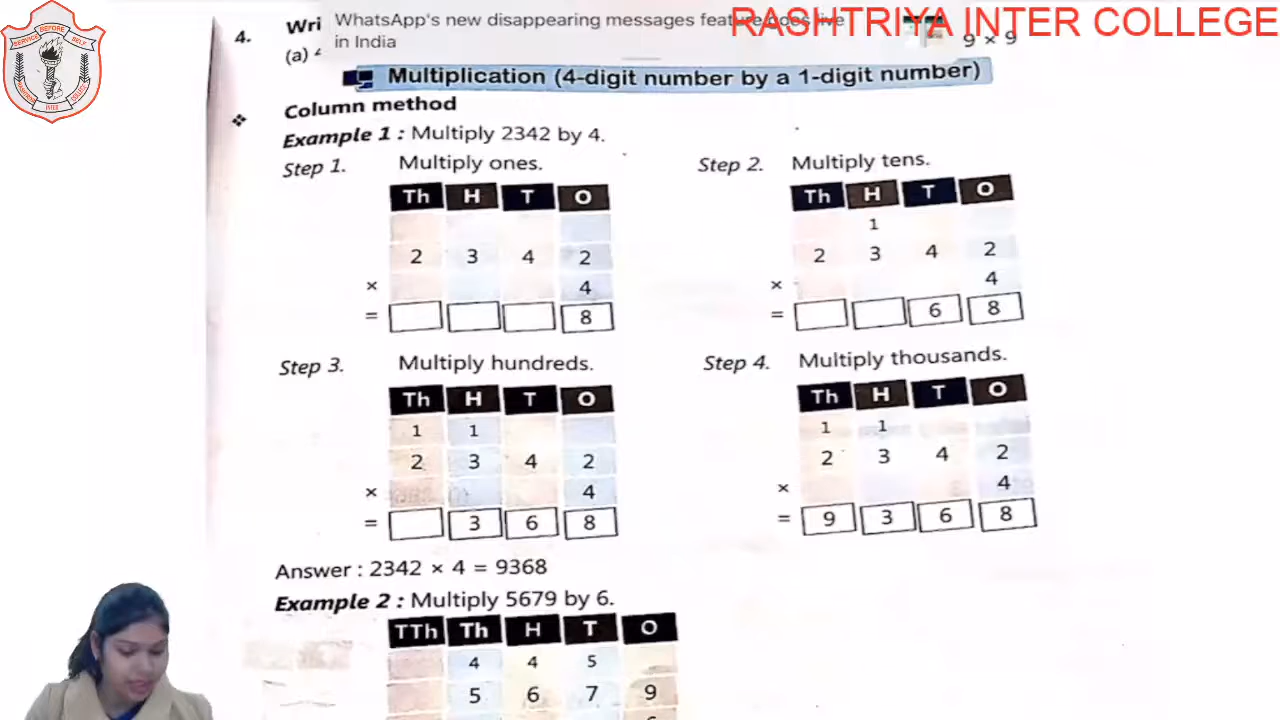 RASHTRIYA INTER COLLEGE
WhatsApp's new disappearing messages feature goes live
in India
4. Wri
(a) 4
9 × 9
Multiplication (4-digit number by a 1-digit number)
Column method
Example 1 : Multiply 2342 by 4.
Step 1. Multiply ones.
Th H T O
2 3 4 2
× 4
= 8
Step 2. Multiply tens.
Th H T O
1
2 3 4 2
× 4
= 6 8
Step 3. Multiply hundreds.
Th H T O
1 1
2 3 4 2
× 4
= 3 6 8
Step 4. Multiply thousands.
Th H T O
1 1
2 3 4 2
× 4
= 9 3 6 8
Answer : 2342 × 4 = 9368
Example 2 : Multiply 5679 by 6.
TTh Th H T O
4 4 5
5 6 7 9